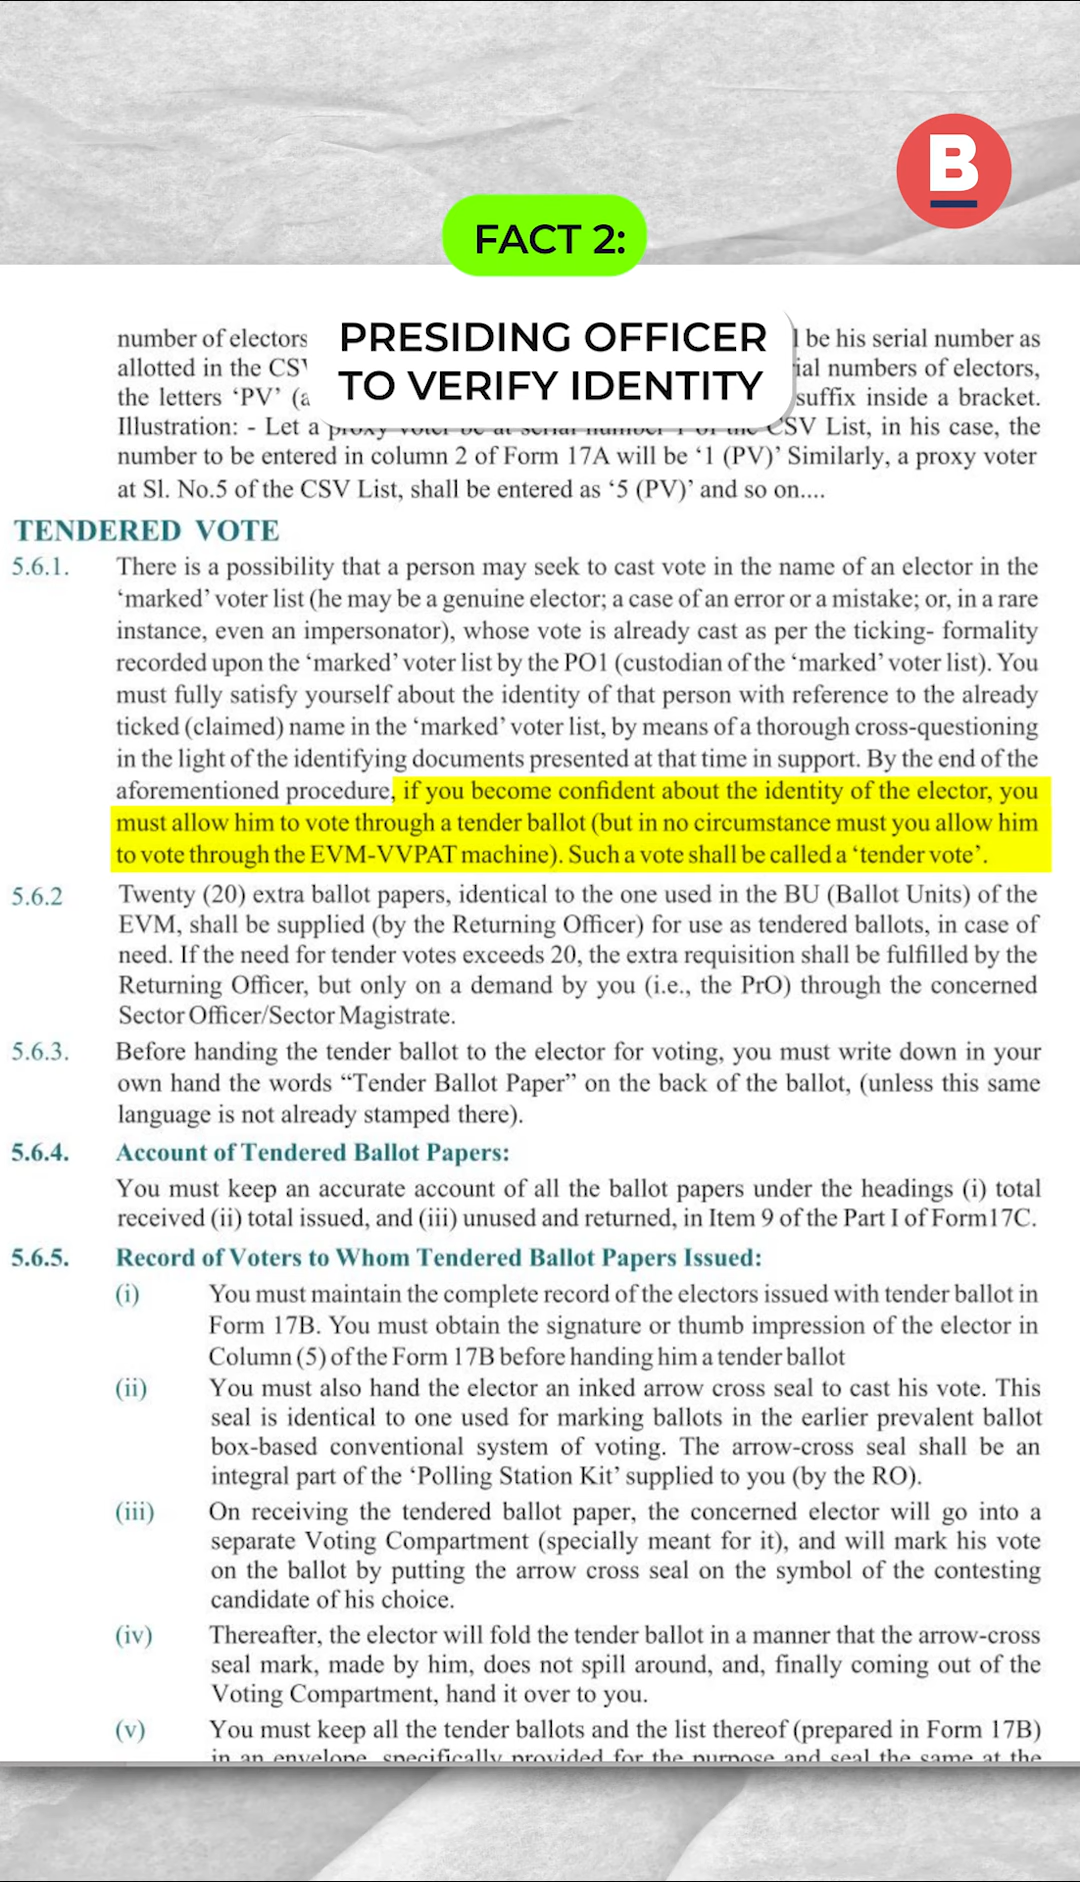 B
FACT 2:
PRESIDING OFFICER
TO VERIFY IDENTITY
number of electors l be his serial number as
allotted in the CSV ial numbers of electors,
the letters ‘PV’ (a suffix inside a bracket.
Illustration: - Let a proxy voter be at serial number 1 of the CSV List, in his case, the
number to be entered in column 2 of Form 17A will be ‘1 (PV)’ Similarly, a proxy voter
at Sl. No.5 of the CSV List, shall be entered as ‘5 (PV)’ and so on....
TENDERED VOTE
5.6.1. There is a possibility that a person may seek to cast vote in the name of an elector in the
‘marked’ voter list (he may be a genuine elector; a case of an error or a mistake; or, in a rare
instance, even an impersonator), whose vote is already cast as per the ticking- formality
recorded upon the ‘marked’ voter list by the PO1 (custodian of the ‘marked’ voter list). You
must fully satisfy yourself about the identity of that person with reference to the already
ticked (claimed) name in the ‘marked’ voter list, by means of a thorough cross-questioning
in the light of the identifying documents presented at that time in support. By the end of the
aforementioned procedure, if you become confident about the identity of the elector, you
must allow him to vote through a tender ballot (but in no circumstance must you allow him
to vote through the EVM-VVPAT machine). Such a vote shall be called a ‘tender vote’.
5.6.2 Twenty (20) extra ballot papers, identical to the one used in the BU (Ballot Units) of the
EVM, shall be supplied (by the Returning Officer) for use as tendered ballots, in case of
need. If the need for tender votes exceeds 20, the extra requisition shall be fulfilled by the
Returning Officer, but only on a demand by you (i.e., the PrO) through the concerned
Sector Officer/Sector Magistrate.
5.6.3. Before handing the tender ballot to the elector for voting, you must write down in your
own hand the words “Tender Ballot Paper” on the back of the ballot, (unless this same
language is not already stamped there).
5.6.4. Account of Tendered Ballot Papers:
You must keep an accurate account of all the ballot papers under the headings (i) total
received (ii) total issued, and (iii) unused and returned, in Item 9 of the Part I of Form17C.
5.6.5. Record of Voters to Whom Tendered Ballot Papers Issued:
(i) You must maintain the complete record of the electors issued with tender ballot in
Form 17B. You must obtain the signature or thumb impression of the elector in
Column (5) of the Form 17B before handing him a tender ballot
(ii) You must also hand the elector an inked arrow cross seal to cast his vote. This
seal is identical to one used for marking ballots in the earlier prevalent ballot
box-based conventional system of voting. The arrow-cross seal shall be an
integral part of the ‘Polling Station Kit’ supplied to you (by the RO).
(iii) On receiving the tendered ballot paper, the concerned elector will go into a
separate Voting Compartment (specially meant for it), and will mark his vote
on the ballot by putting the arrow cross seal on the symbol of the contesting
candidate of his choice.
(iv) Thereafter, the elector will fold the tender ballot in a manner that the arrow-cross
seal mark, made by him, does not spill around, and, finally coming out of the
Voting Compartment, hand it over to you.
(v) You must keep all the tender ballots and the list thereof (prepared in Form 17B)
in an envelope, specifically provided for the purpose and seal the same at the